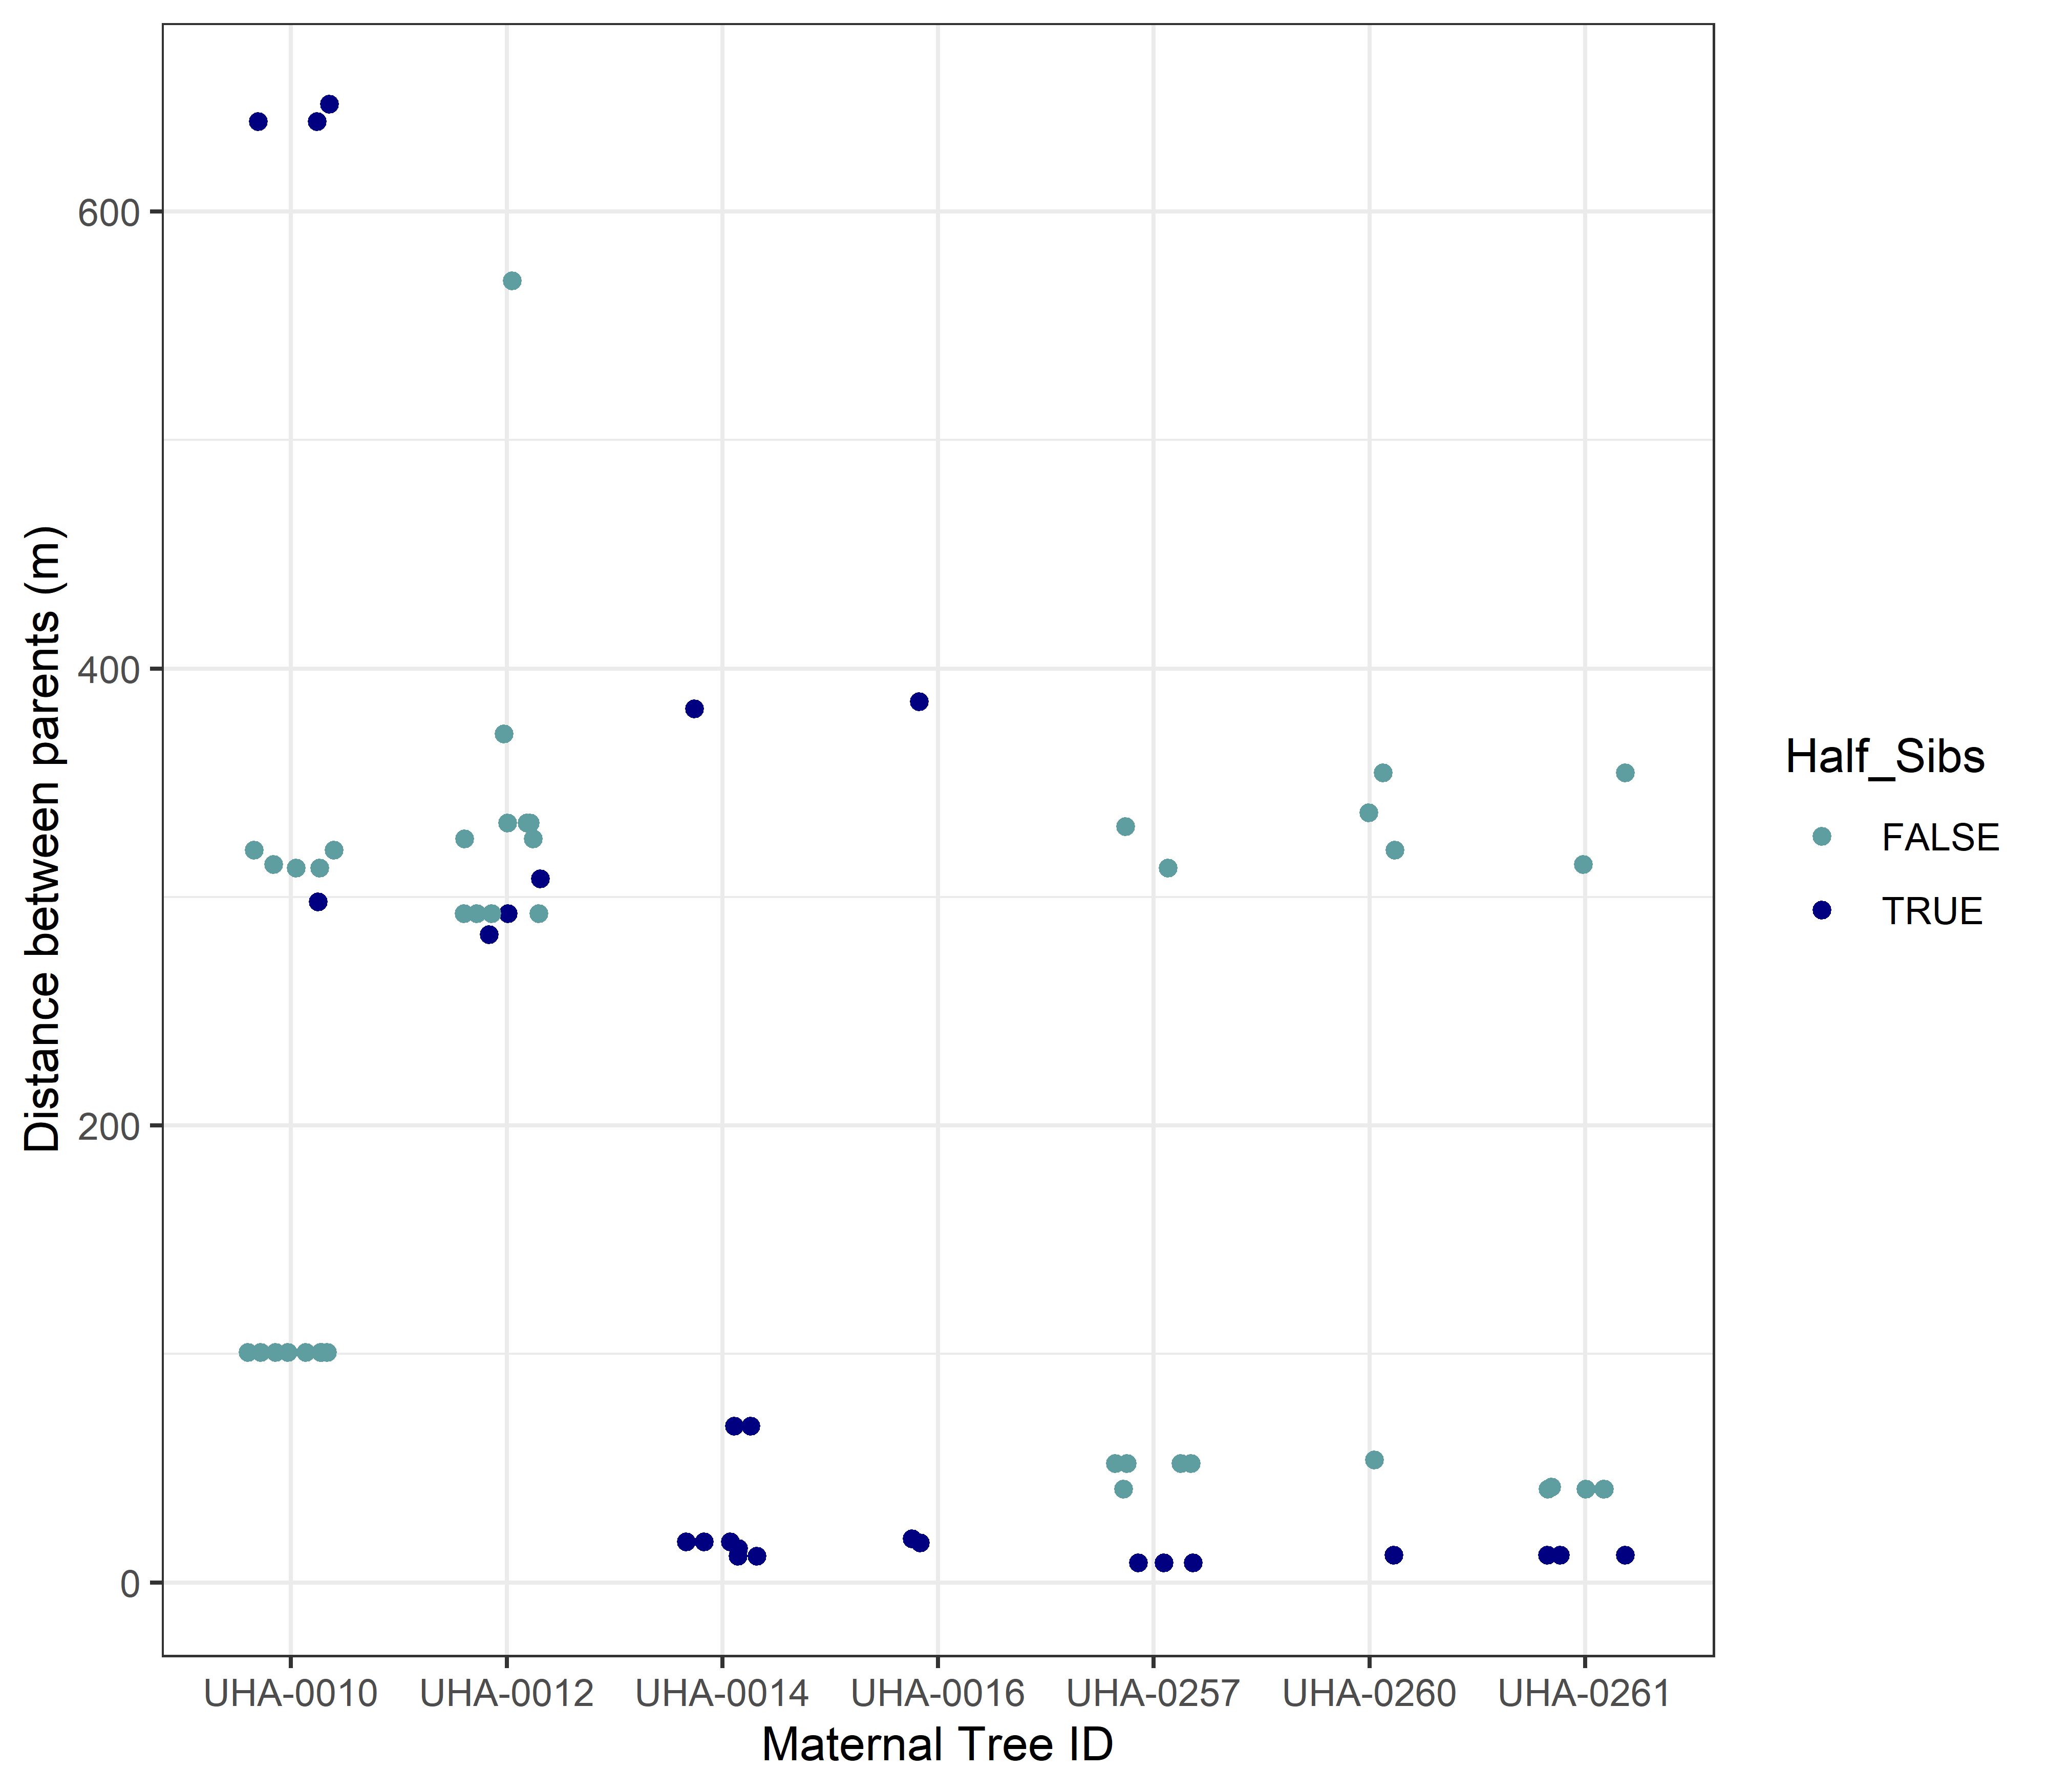 Distance between parents (m)
600
400
200
0
UHA-0010 UHA-0012 UHA-0014 UHA-0016 UHA-0257 UHA-0260 UHA-0261
Maternal Tree ID
Half_Sibs
FALSE
TRUE